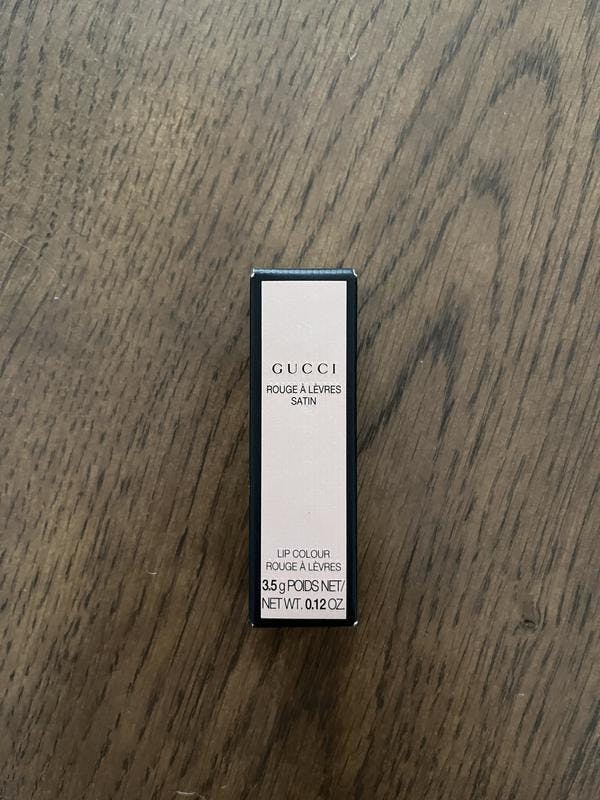 GUCCI
ROUGE À LÈVRES
SATIN
LIP COLOUR
ROUGE À LÈVRES
3.5 g POIDS NET/
NET WT. 0.12 OZ.